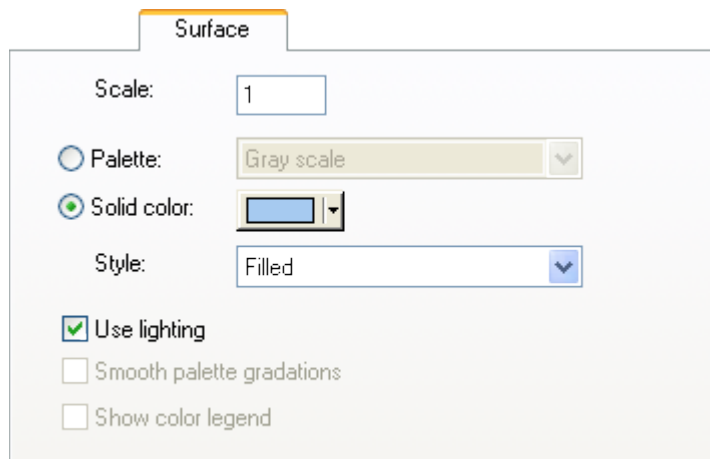 Surface
Scale: 1
Palette: Gray scale
Solid color:
Style: Filled
Use lighting
Smooth palette gradations
Show color legend